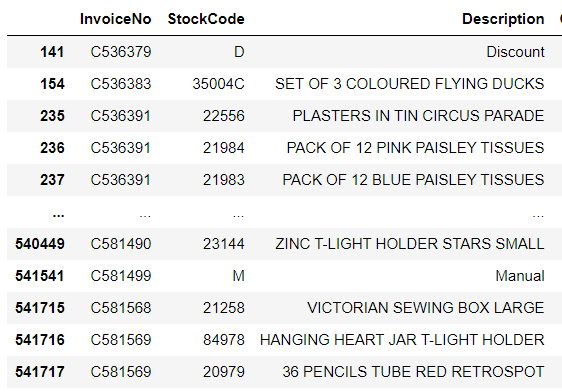 InvoiceNo StockCode Description
141 C536379 D Discount
154 C536383 35004C SET OF 3 COLOURED FLYING DUCKS
235 C536391 22556 PLASTERS IN TIN CIRCUS PARADE
236 C536391 21984 PACK OF 12 PINK PAISLEY TISSUES
237 C536391 21983 PACK OF 12 BLUE PAISLEY TISSUES
... ... ... ...
540449 C581490 23144 ZINC T-LIGHT HOLDER STARS SMALL
541541 C581499 M Manual
541715 C581568 21258 VICTORIAN SEWING BOX LARGE
541716 C581569 84978 HANGING HEART JAR T-LIGHT HOLDER
541717 C581569 20979 36 PENCILS TUBE RED RETROSPOT